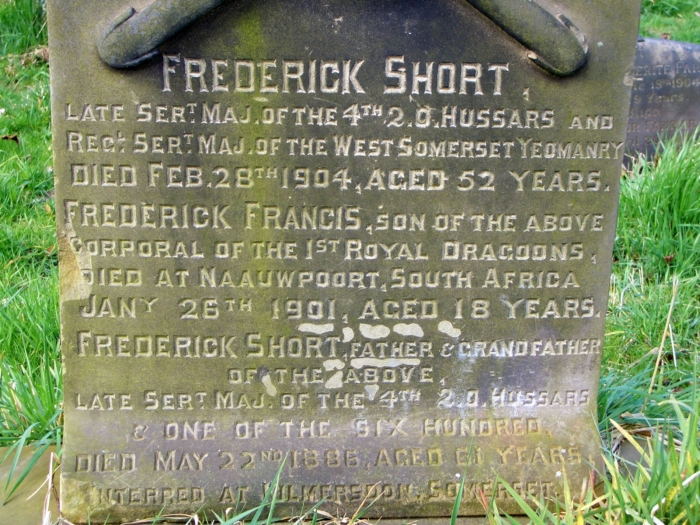 FREDERICK SHORT,
LATE SERT. MAJ. OF THE 4TH 2.O. HUSSARS AND
REGL. SERT. MAJ. OF THE WEST SOMERSET YEOMANRY
DIED FEB. 28TH 1904, AGED 52 YEARS.
FREDERICK FRANCIS, SON OF THE ABOVE
CORPORAL OF THE 1ST ROYAL DRAGOONS,
DIED AT NAAUWPOORT, SOUTH AFRICA
JANY 26TH 1901, AGED 18 YEARS.
FREDERICK SHORT, FATHER & GRANDFATHER
OF THE ABOVE,
LATE SERT. MAJ. OF THE 4TH 2.O. HUSSARS
& ONE OF THE SIX HUNDRED,
DIED MAY 22ND 1886, AGED 61 YEARS.
INTERRED AT KILMERSDON, SOMERSET.